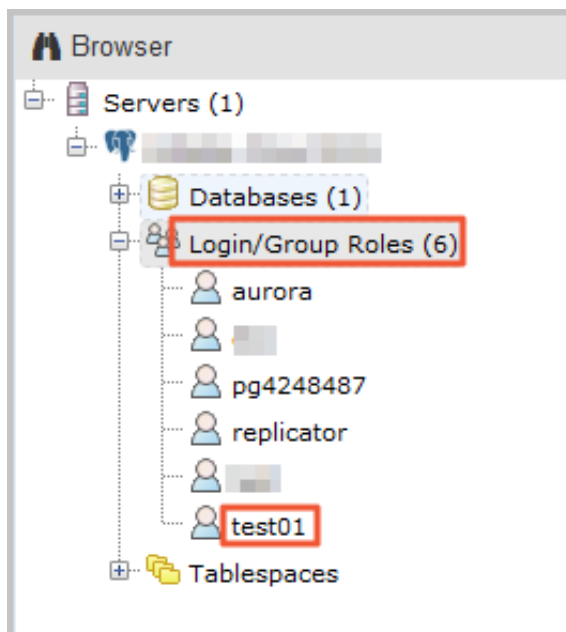 Browser
Servers (1)
Databases (1)
Login/Group Roles (6)
aurora
pg4248487
replicator
test01
Tablespaces